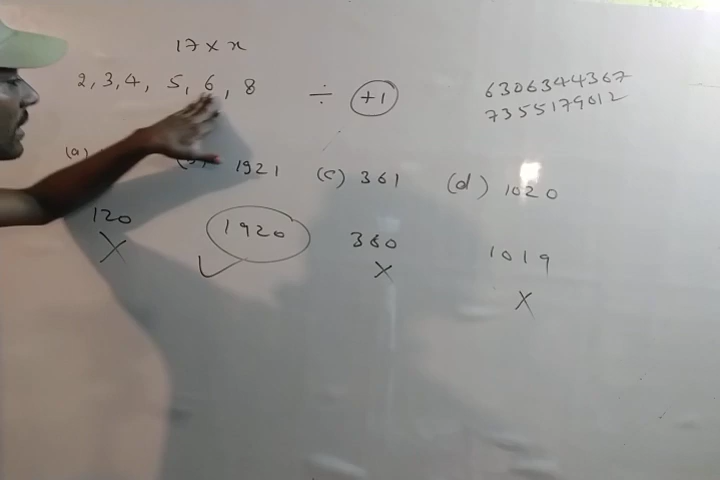 17 × x
2, 3, 4, 5, 6, 8 ÷ (+1)
6306344367
7355179012
(a) 1921 (c) 361 (d) 1020
120 1920 360 1019
X ✓ X X